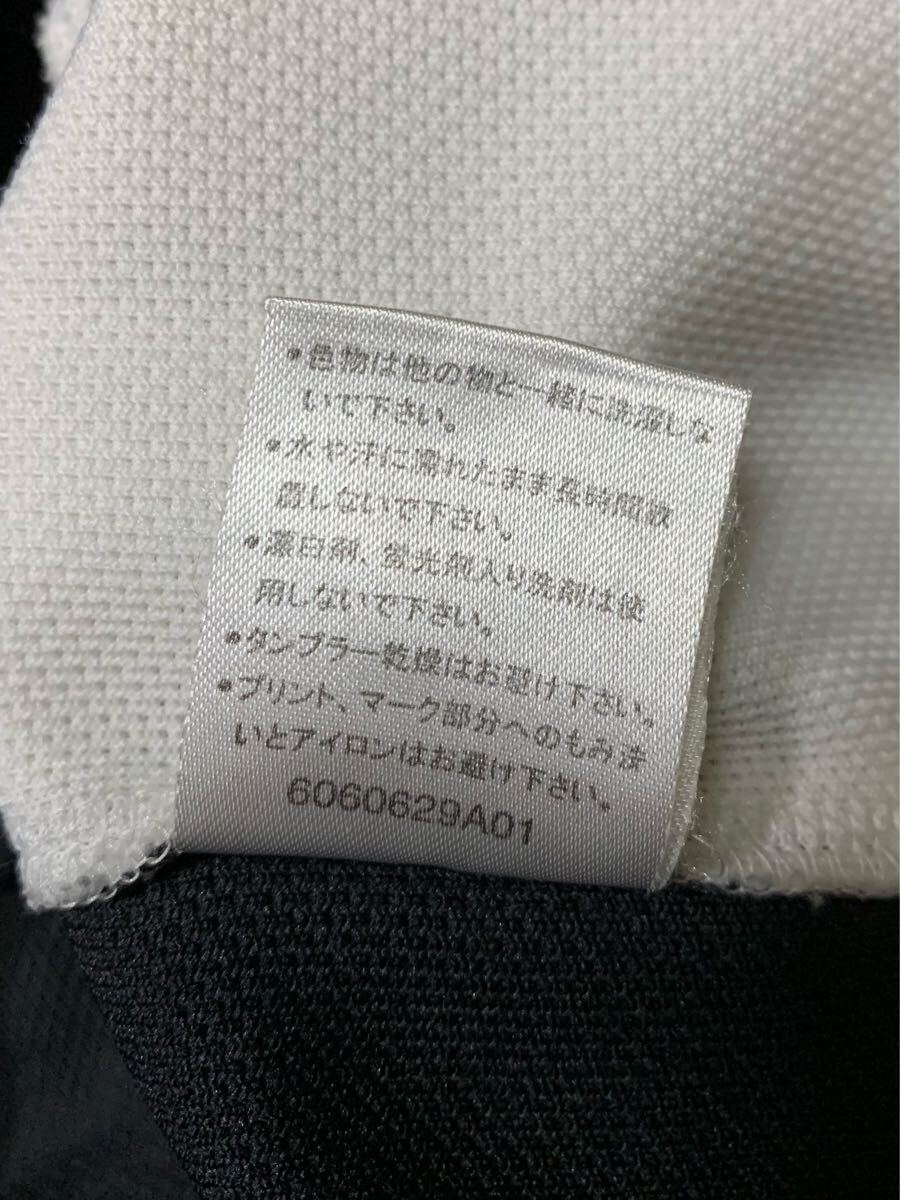 •色物は他の物と一緒に洗濯しな
いで下さい。
•水や汗に濡れたまま長時間放
置しないで下さい。
•漂白剤、蛍光剤入り洗剤は使
用しないで下さい。
•タンブラー乾燥はお避け下さい。
•プリント、マーク部分へのもみ洗
いとアイロンはお避け下さい。
6060629A01